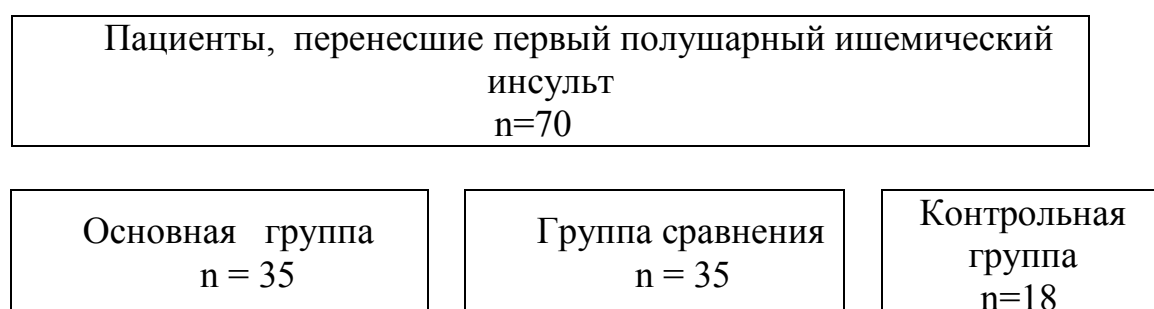 Пациенты, перенесшие первый полушарный ишемический
инсульт
n=70
Основная группа
n = 35
Группа сравнения
n = 35
Контрольная
группа
n=18